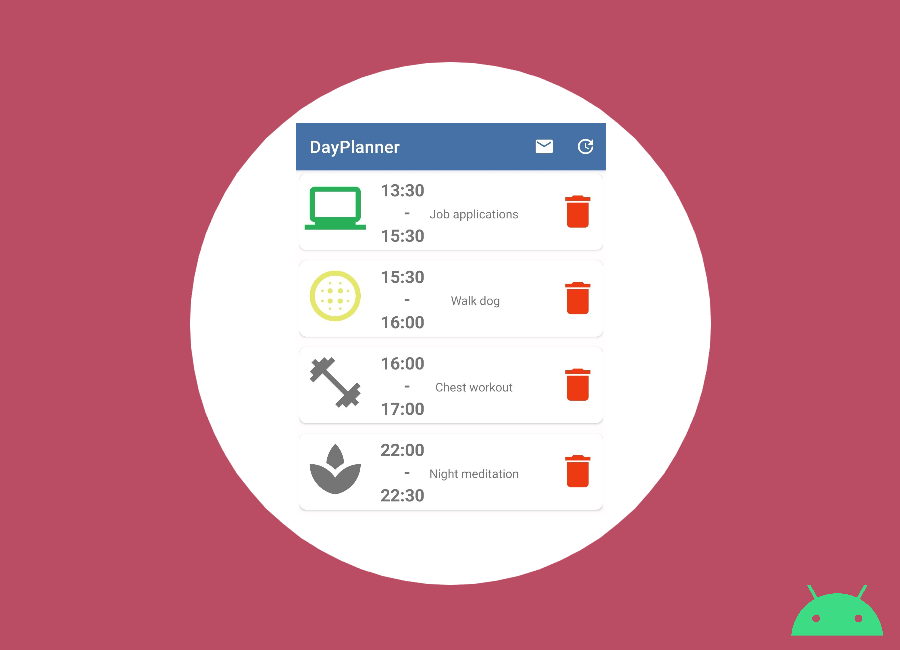 DayPlanner
13:30
- Job applications
15:30
15:30
- Walk dog
16:00
16:00
- Chest workout
17:00
22:00
- Night meditation
22:30